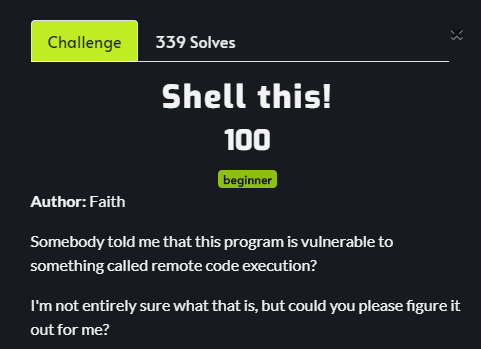 Challenge 339 Solves
Shell this!
100
beginner
Author: Faith
Somebody told me that this program is vulnerable to
something called remote code execution?
I'm not entirely sure what that is, but could you please figure it
out for me?